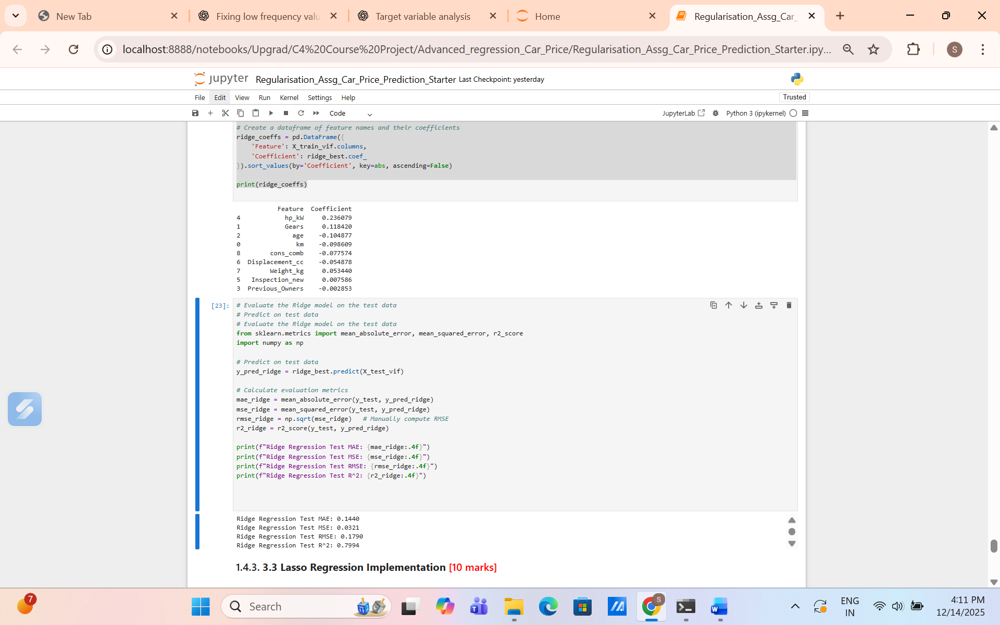 New Tab
Fixing low frequency valu
Target variable analysis
Home
Regularisation_Assg_Car_
localhost:8888/notebooks/Upgrad/C4%20Course%20Project/Advanced_regression_Car_Price/Regularisation_Assg_Car_Price_Prediction_Starter.ipy...
S
jupyter Regularisation_Assg_Car_Price_Prediction_Starter Last Checkpoint: yesterday
File Edit View Run Kernel Settings Help
Trusted
Code
JupyterLab
Python 3 (ipykernel)
# Create a dataframe of feature names and their coefficients
ridge_coeffs = pd.DataFrame({
    'Feature': X_train_vif.columns,
    'Coefficient': ridge_best.coef_
}).sort_values(by='Coefficient', key=abs, ascending=False)
print(ridge_coeffs)
Feature Coefficient
4 hp_kW 0.236079
1 Gears 0.118420
2 age -0.104877
0 km -0.098609
8 cons_comb -0.077574
6 Displacement_cc -0.054878
7 Weight_kg 0.053440
5 Inspection_new 0.007586
3 Previous_Owners -0.002853
[23]:
# Evaluate the Ridge model on the test data
# Predict on test data
# Evaluate the Ridge model on the test data
from sklearn.metrics import mean_absolute_error, mean_squared_error, r2_score
import numpy as np
# Predict on test data
y_pred_ridge = ridge_best.predict(X_test_vif)
# Calculate evaluation metrics
mae_ridge = mean_absolute_error(y_test, y_pred_ridge)
mse_ridge = mean_squared_error(y_test, y_pred_ridge)
rmse_ridge = np.sqrt(mse_ridge)   # Manually compute RMSE
r2_ridge = r2_score(y_test, y_pred_ridge)
print(f"Ridge Regression Test MAE: {mae_ridge:.4f}")
print(f"Ridge Regression Test MSE: {mse_ridge:.4f}")
print(f"Ridge Regression Test RMSE: {rmse_ridge:.4f}")
print(f"Ridge Regression Test R^2: {r2_ridge:.4f}")
Ridge Regression Test MAE: 0.1440
Ridge Regression Test MSE: 0.0321
Ridge Regression Test RMSE: 0.1790
Ridge Regression Test R^2: 0.7994
1.4.3. 3.3 Lasso Regression Implementation [10 marks]
7
Search
S
ENG
IN
4:11 PM
12/14/2025